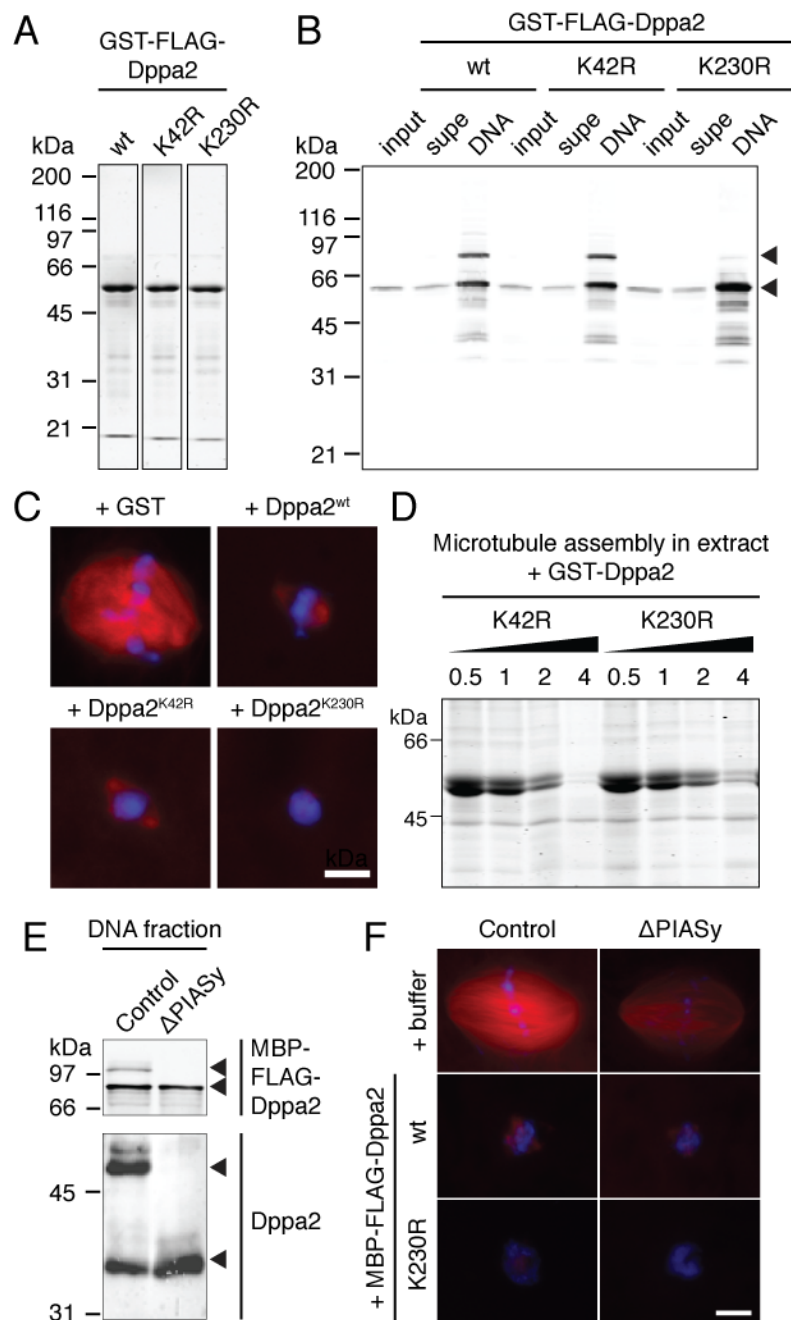 A
GST-FLAG-
Dppa2
kDa
wt
K42R
K230R
200
116
97
66
45
31
21
B
GST-FLAG-Dppa2
wt
K42R
K230R
kDa
input
supe
DNA
input
supe
DNA
input
supe
DNA
200
116
97
66
45
31
21
C
+ GST
+ Dppa2wt
+ Dppa2K42R
+ Dppa2K230R
kDa
D
Microtubule assembly in extract
+ GST-Dppa2
K42R
K230R
0.5 1 2 4 0.5 1 2 4
kDa
66
45
E
DNA fraction
Control
ΔPIASy
kDa
97
66
MBP-
FLAG-
Dppa2
45
31
Dppa2
F
Control
ΔPIASy
+ buffer
+ MBP-FLAG-Dppa2
wt
K230R